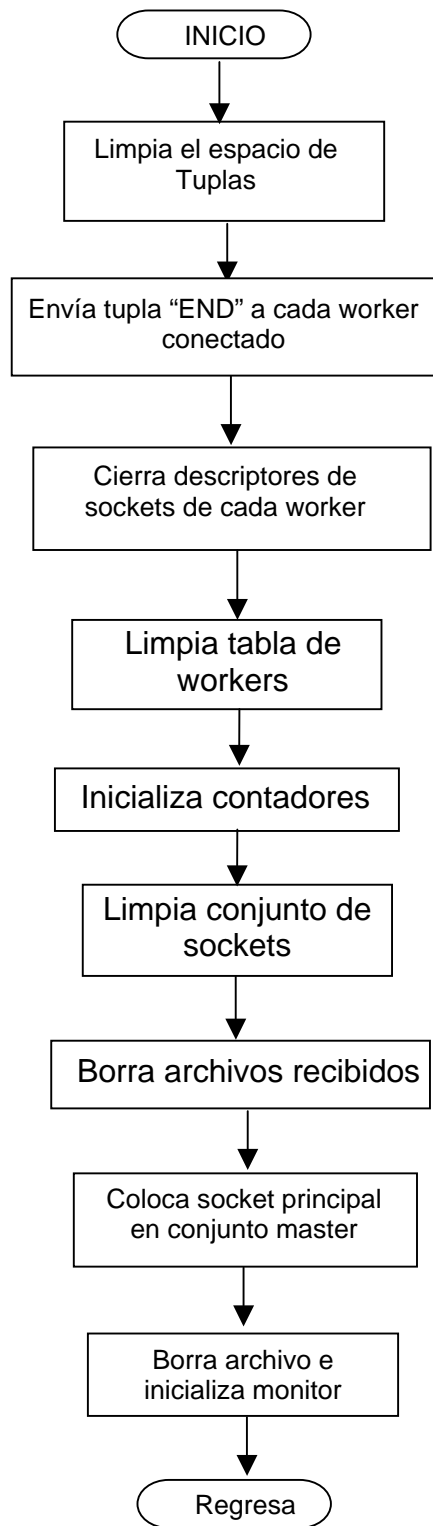 INICIO
Limpia el espacio de
Tuplas
Envía tupla “END” a cada worker
conectado
Cierra descriptores de
sockets de cada worker
Limpia tabla de
workers
Inicializa contadores
Limpia conjunto de
sockets
Borra archivos recibidos
Coloca socket principal
en conjunto master
Borra archivo e
inicializa monitor
Regresa